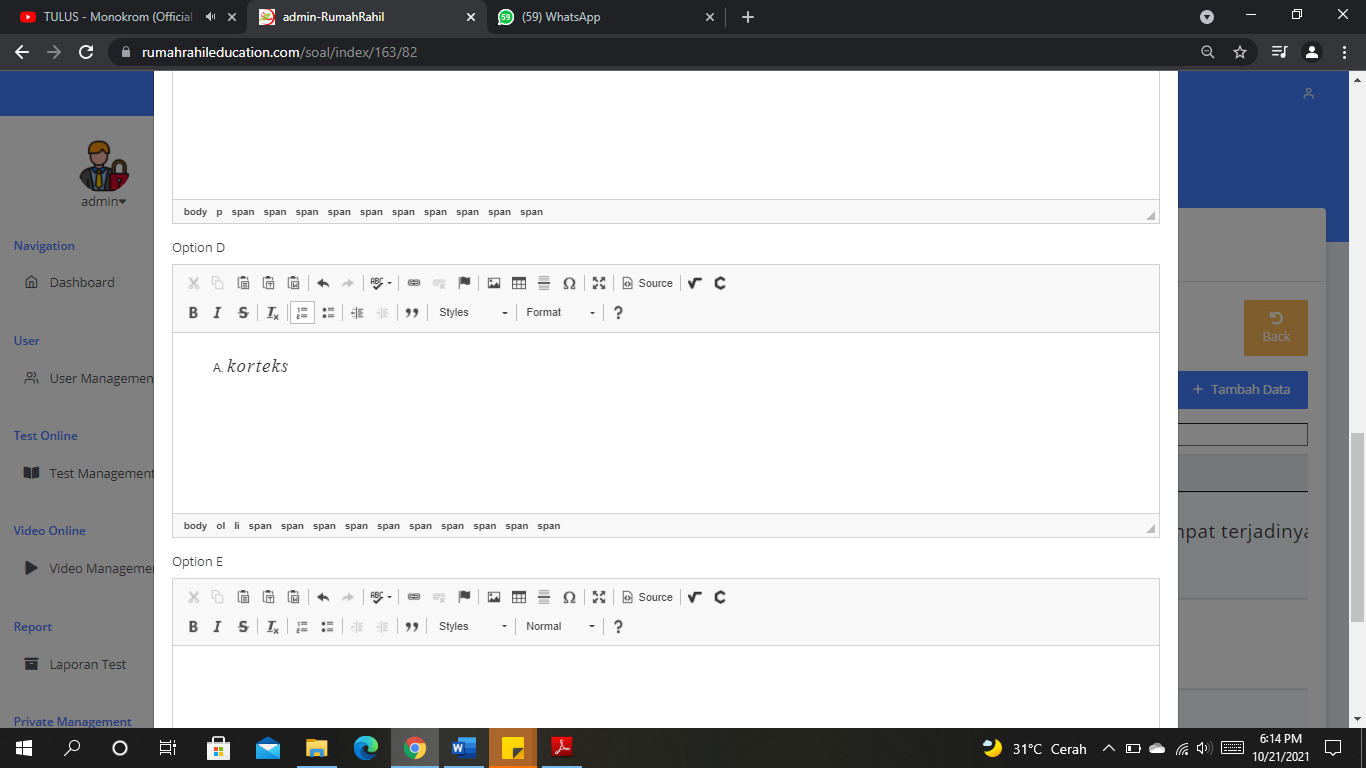 TULUS - Monokrom (Official
admin-RumahRahil
(59) WhatsApp
rumahrahileducation.com/soal/index/163/82
admin
Navigation
Dashboard
User
User Managemen
Test Online
Test Management
Video Online
Video Manageme
Report
Laporan Test
Private Management
body p span span span span span span span span span span
Option D
Source
Styles
Format
A. korteks
body ol li span span span span span span span span span span
Option E
Source
Styles
Normal
Back
+ Tambah Data
mpat terjadinya
31°C Cerah
6:14 PM
10/21/2021